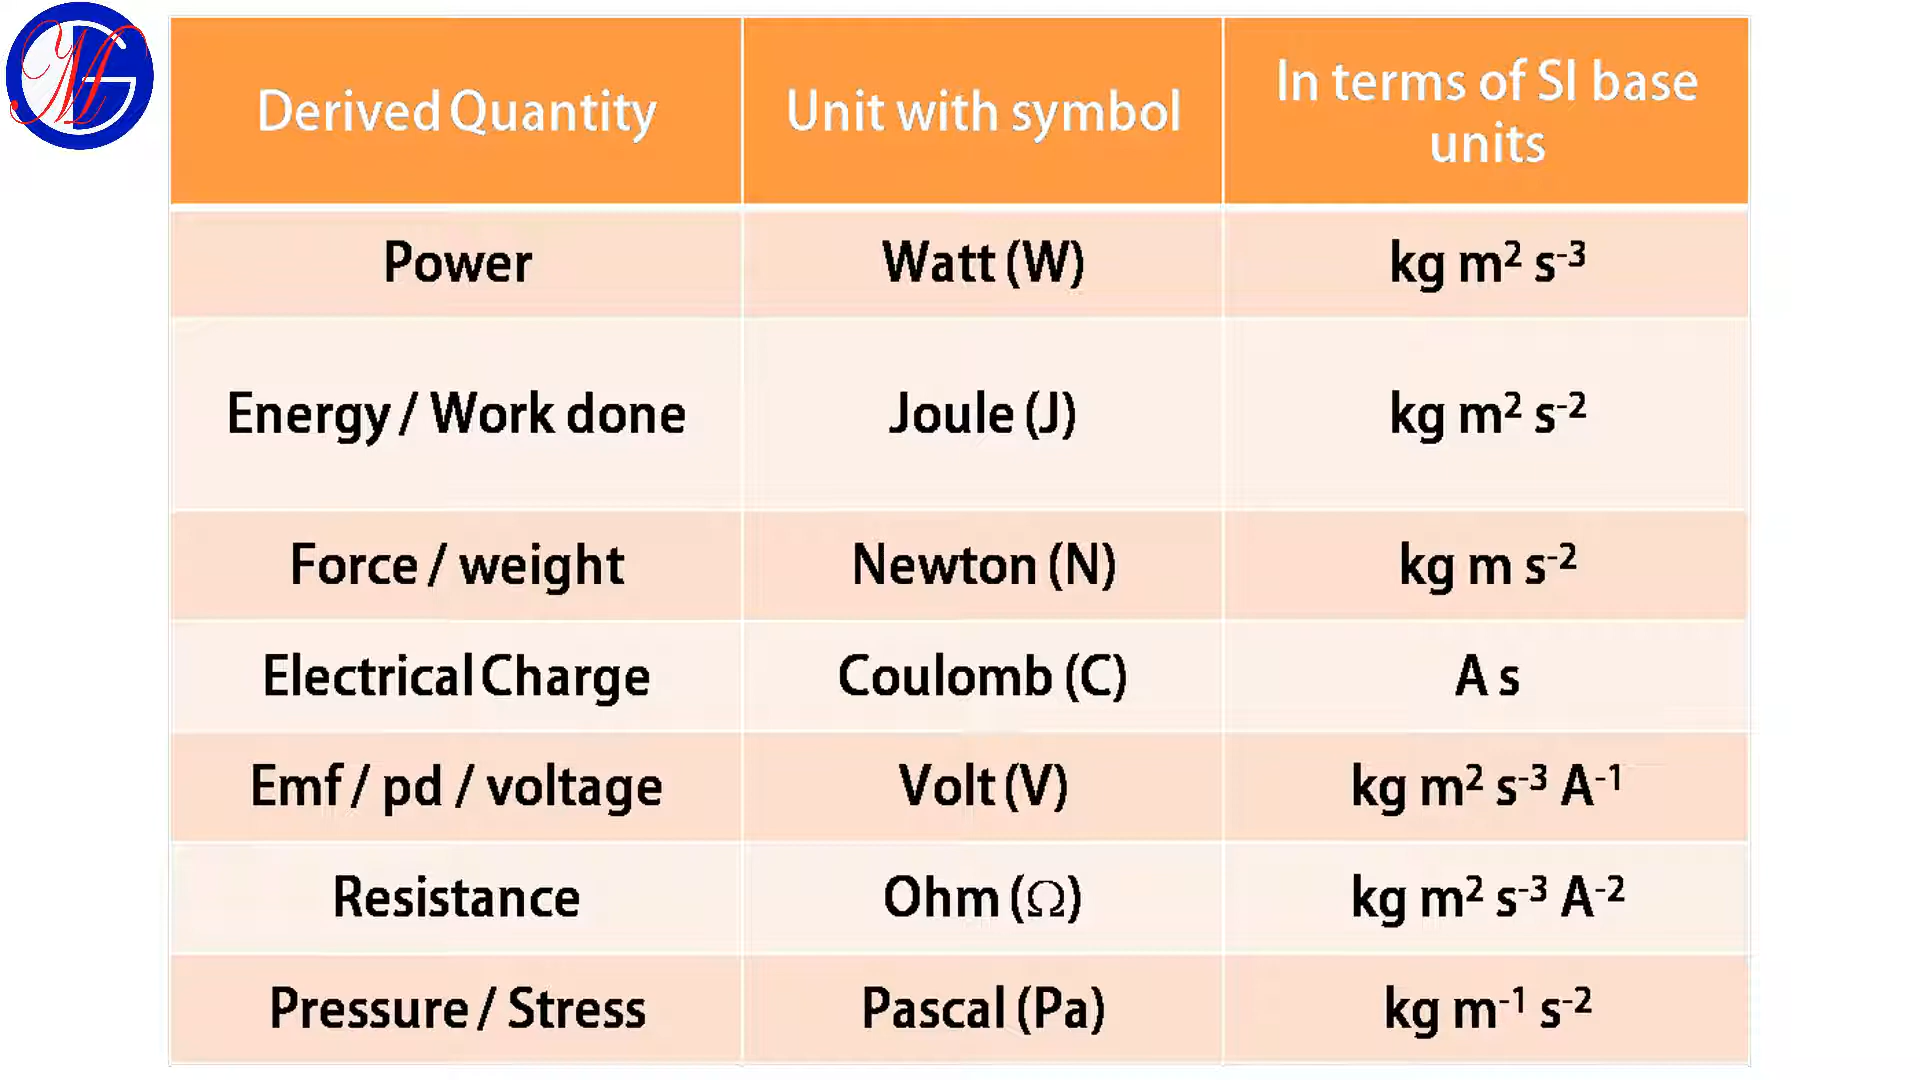 Derived Quantity Unit with symbol In terms of SI base units
Power Watt (W) kg m² s⁻³
Energy / Work done Joule (J) kg m² s⁻²
Force / weight Newton (N) kg m s⁻²
Electrical Charge Coulomb (C) A s
Emf / pd / voltage Volt (V) kg m² s⁻³ A⁻¹
Resistance Ohm (Ω) kg m² s⁻³ A⁻²
Pressure / Stress Pascal (Pa) kg m⁻¹ s⁻²